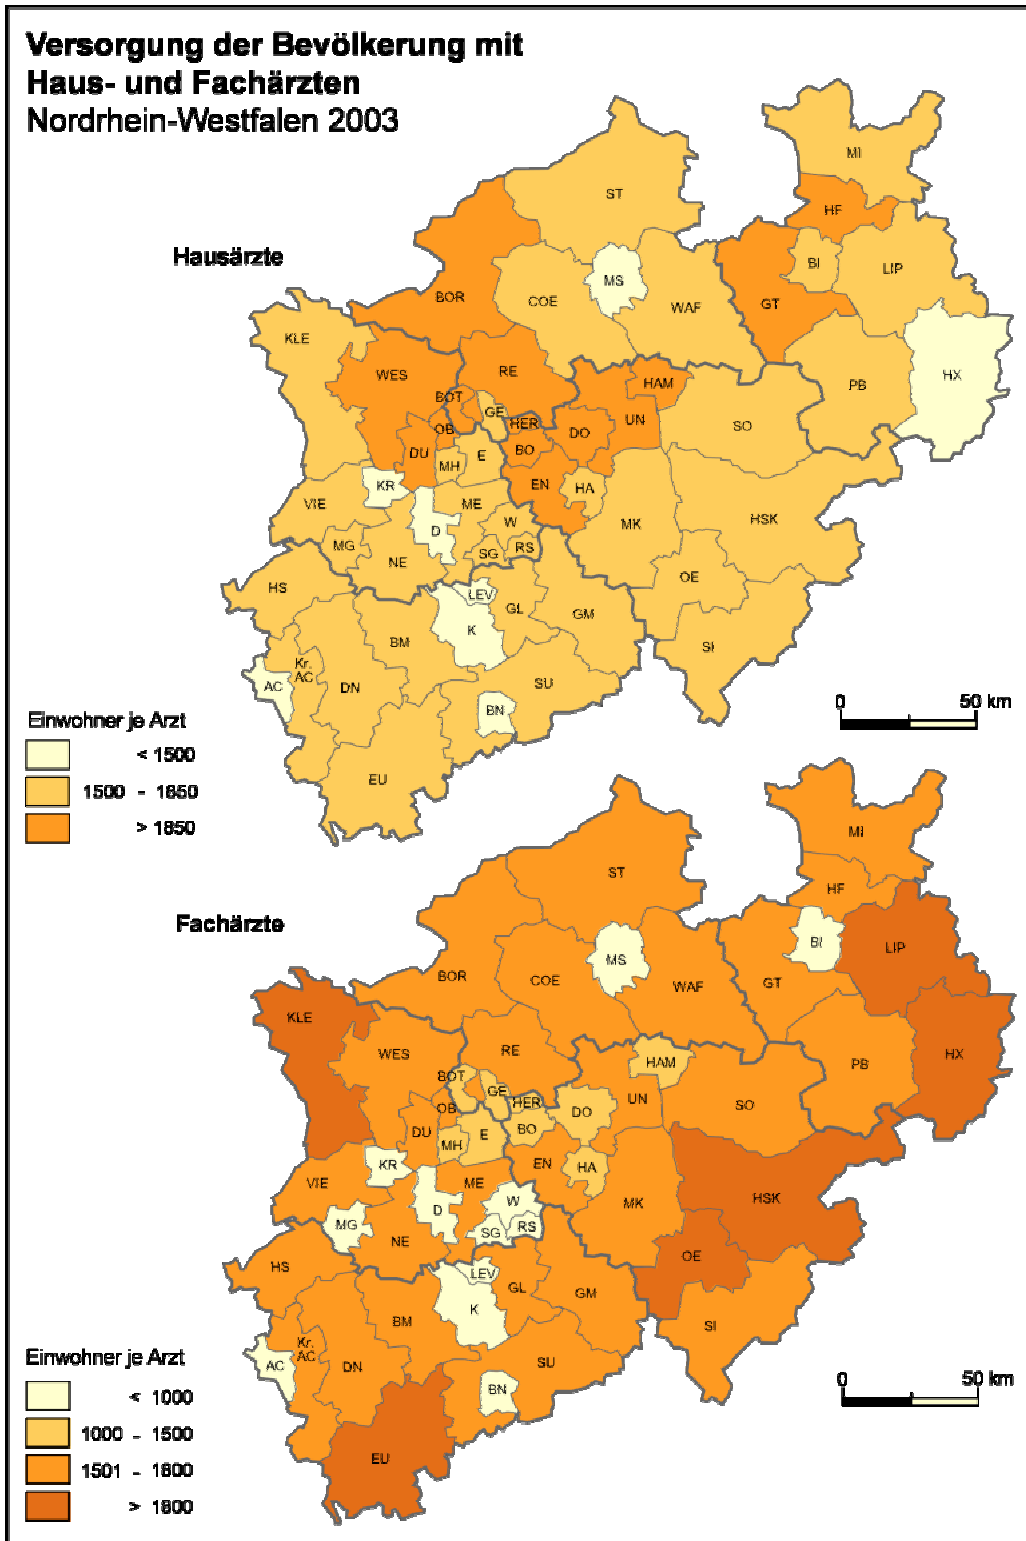 Versorgung der Bevölkerung mit
Haus- und Fachärzten
Nordrhein-Westfalen 2003
Hausärzte
MI
ST
HF
BI
LIP
MS
BOR
COE
WAF
GT
KLE
WES
RE
HX
PB
BOT
GE
HAM
OB
HER
DO
UN
SO
DU
MH
E
BO
KR
EN
HA
VIE
ME
D
W
MK
HSK
MG
NE
SG
RS
HS
OE
LEV
K
GL
GM
BM
Kr.
AC
AC
DN
SI
SU
BN
EU
0 50 km
Einwohner je Arzt
< 1500
1500 - 1850
> 1850
Fachärzte
MI
ST
HF
BI
LIP
MS
BOR
COE
WAF
GT
KLE
WES
RE
HX
PB
BOT
GE
HAM
OB
HER
DO
UN
SO
DU
MH
E
BO
KR
EN
HA
VIE
ME
D
W
MK
HSK
MG
NE
SG
RS
HS
OE
LEV
K
GL
GM
BM
Kr.
AC
AC
DN
SI
SU
BN
EU
0 50 km
Einwohner je Arzt
< 1000
1000 - 1500
1501 - 1800
> 1800